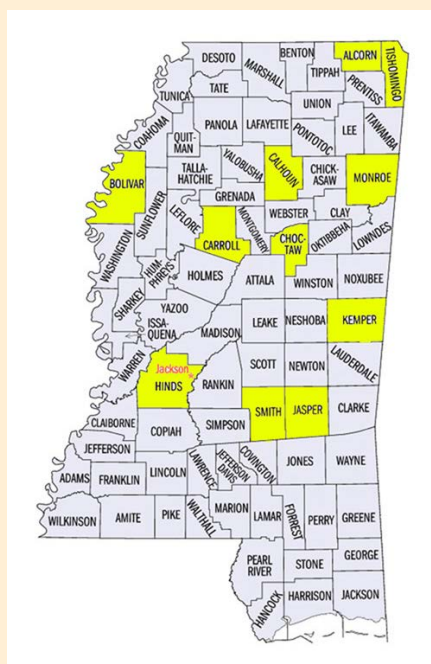 BENTON
ALCORN
TISHOMINGO
DESOTO
MARSHALL
TIPPAH
PRENTISS
TUNICA
TATE
UNION
ITAWAMBA
COAHOMA
PANOLA
LAFAYETTE
PONTOTOC
LEE
QUIT-
MAN
YALOBUSHA
CALHOUN
CHICK-
ASAW
MONROE
BOLIVAR
TALLA-
HATCHIE
SUNFLOWER
LEFLORE
GRENADA
WEBSTER
CLAY
CARROLL
MONTGOMERY
CHOC-
TAW
OKTIBBEHA
LOWNDES
WASHINGTON
HUM-
PHREYS
HOLMES
ATTALA
WINSTON
NOXUBEE
SHARKEY
YAZOO
ISSA-
QUENA
MADISON
LEAKE
NESHOBA
KEMPER
WARREN
Jackson
HINDS
RANKIN
SCOTT
NEWTON
LAUDERDALE
CLAIBORNE
COPIAH
SIMPSON
SMITH
JASPER
CLARKE
JEFFERSON
ADAMS
FRANKLIN
LINCOLN
LAWRENCE
JEFFERSON
DAVIS
COVINGTON
JONES
WAYNE
WILKINSON
AMITE
PIKE
WALTHALL
MARION
LAMAR
FORREST
PERRY
GREENE
PEARL
RIVER
STONE
GEORGE
HANCOCK
HARRISON
JACKSON